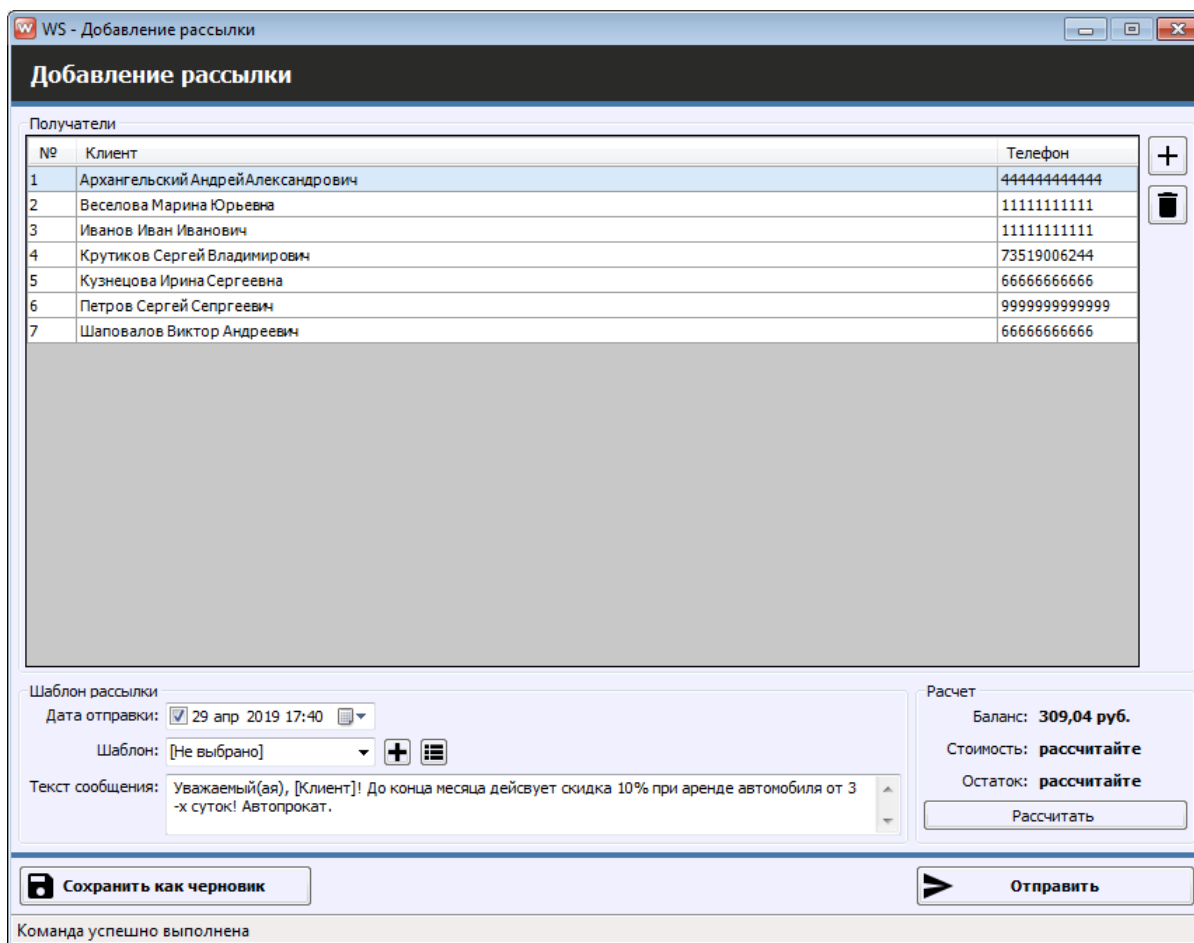 WS - Добавление рассылки
Добавление рассылки
Получатели
№ Клиент Телефон
1 Архангельский АндрейАлександрович 444444444444
2 Веселова Марина Юрьевна 11111111111
3 Иванов Иван Иванович 11111111111
4 Крутиков Сергей Владимирович 73519006244
5 Кузнецова Ирина Сергеевна 66666666666
6 Петров Сергей Сепргеевич 9999999999999
7 Шаповалов Виктор Андреевич 66666666666
Шаблон рассылки
Дата отправки: 29 апр 2019 17:40
Шаблон: [Не выбрано]
Текст сообщения: Уважаемый(ая), [Клиент]! До конца месяца дейсвует скидка 10% при аренде автомобиля от 3
-х суток! Автопрокат.
Расчет
Баланс: 309,04 руб.
Стоимость: рассчитайте
Остаток: рассчитайте
Рассчитать
Сохранить как черновик
Отправить
Команда успешно выполнена